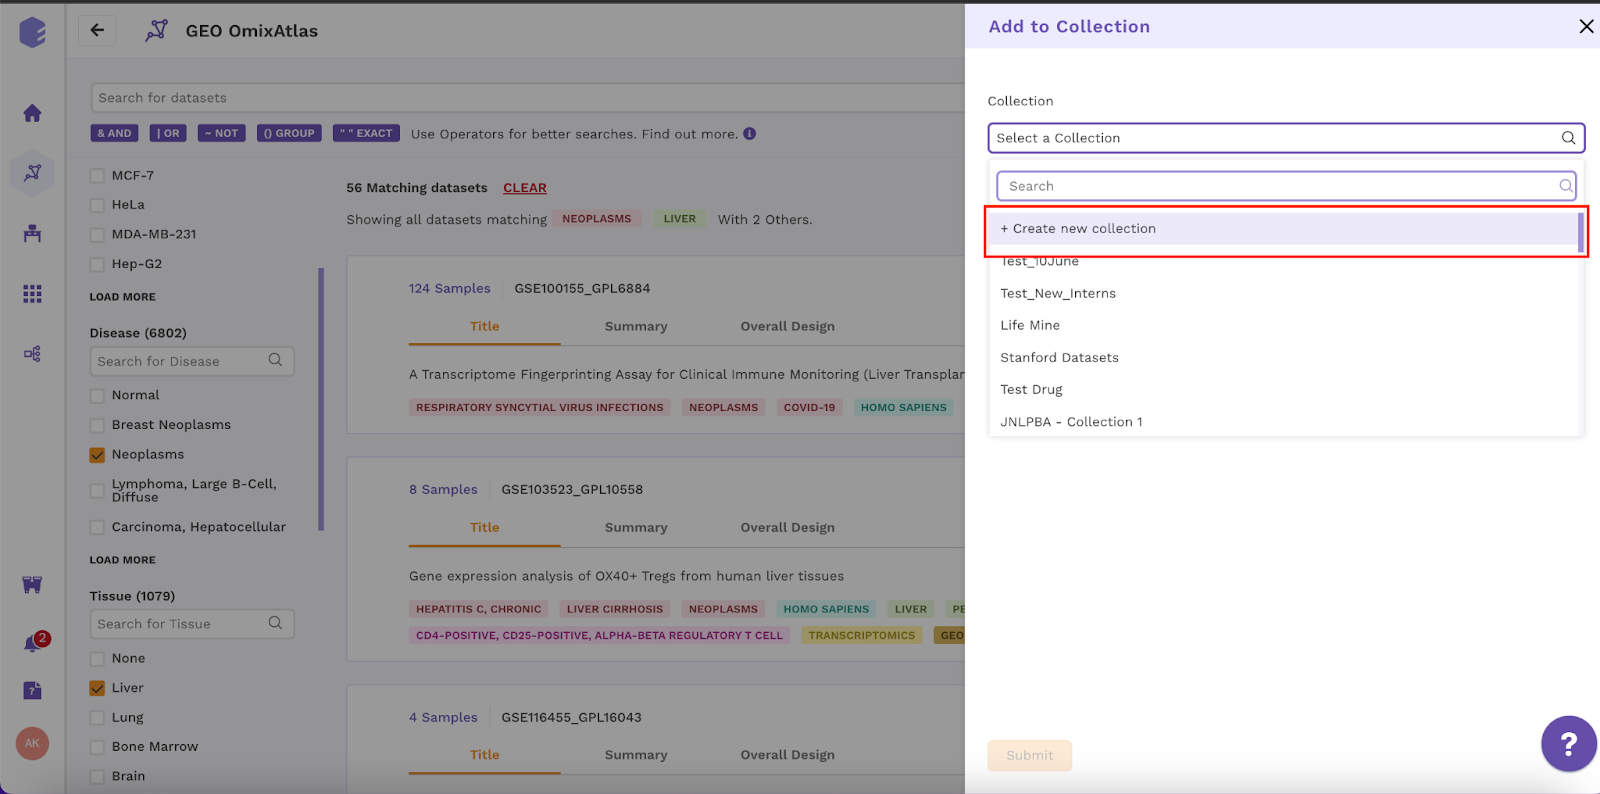 GEO OmixAtlas
Search for datasets
& AND | OR ~ NOT () GROUP " " EXACT Use Operators for better searches. Find out more. i
MCF-7
HeLa
MDA-MB-231
Hep-G2
LOAD MORE
Disease (6802)
Search for Disease
Normal
Breast Neoplasms
Neoplasms
Lymphoma, Large B-Cell,
Diffuse
Carcinoma, Hepatocellular
LOAD MORE
Tissue (1079)
Search for Tissue
None
Liver
Lung
Bone Marrow
Brain
2
?
AK
56 Matching datasets CLEAR
Showing all datasets matching NEOPLASMS LIVER With 2 Others.
124 Samples GSE100155_GPL6884
Title Summary Overall Design
A Transcriptome Fingerprinting Assay for Clinical Immune Monitoring (Liver Transplan
RESPIRATORY SYNCYTIAL VIRUS INFECTIONS NEOPLASMS COVID-19 HOMO SAPIENS
8 Samples GSE103523_GPL10558
Title Summary Overall Design
Gene expression analysis of OX40+ Tregs from human liver tissues
HEPATITIS C, CHRONIC LIVER CIRRHOSIS NEOPLASMS HOMO SAPIENS LIVER PE
CD4-POSITIVE, CD25-POSITIVE, ALPHA-BETA REGULATORY T CELL TRANSCRIPTOMICS GEO
4 Samples GSE116455_GPL16043
Title Summary Overall Design
Add to Collection
Collection
Select a Collection
Search
+ Create new collection
Test_10June
Test_New_Interns
Life Mine
Stanford Datasets
Test Drug
JNLPBA - Collection 1
Submit
?